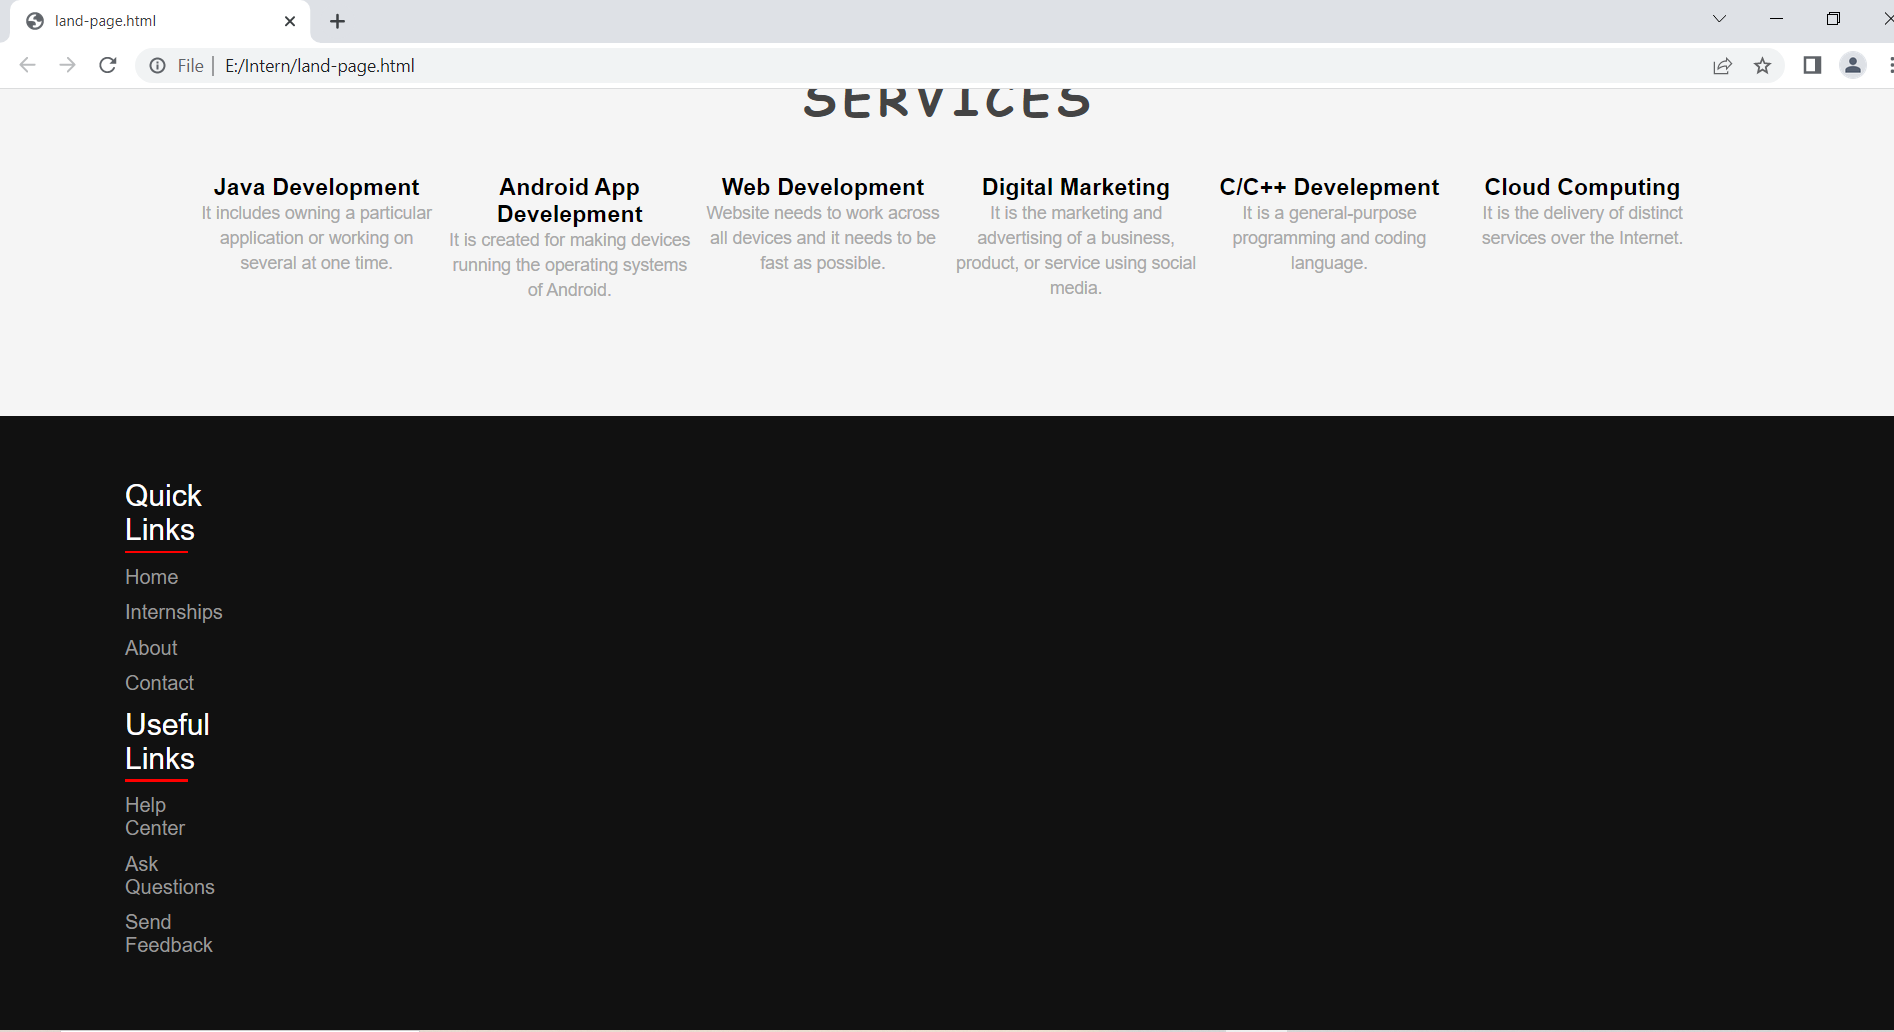 land-page.html
File | E:/Intern/land-page.html
SERVICES
Java Development
It includes owning a particular
application or working on
several at one time.
Android App
Develepment
It is created for making devices
running the operating systems
of Android.
Web Development
Website needs to work across
all devices and it needs to be
fast as possible.
Digital Marketing
It is the marketing and
advertising of a business,
product, or service using social
media.
C/C++ Develepment
It is a general-purpose
programming and coding
language.
Cloud Computing
It is the delivery of distinct
services over the Internet.
Quick
Links
Home
Internships
About
Contact
Useful
Links
Help
Center
Ask
Questions
Send
Feedback